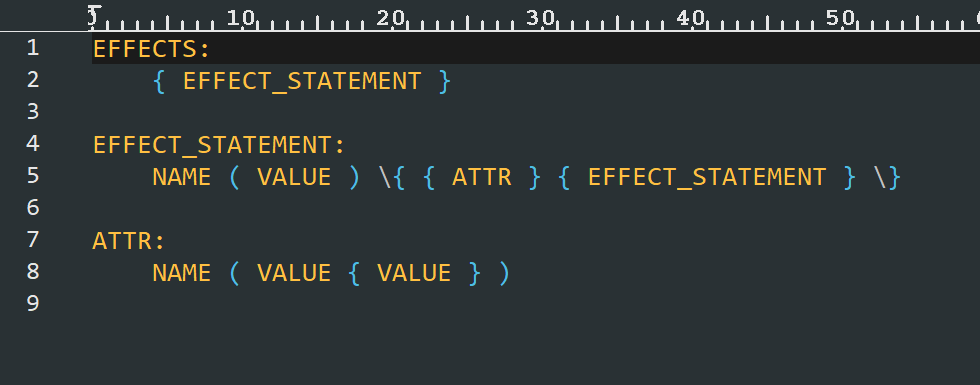 10 20 30 40 50
1 EFFECTS:
2 { EFFECT_STATEMENT }
3
4 EFFECT_STATEMENT:
5 NAME ( VALUE ) \{ { ATTR } { EFFECT_STATEMENT } \}
6
7 ATTR:
8 NAME ( VALUE { VALUE } )
9